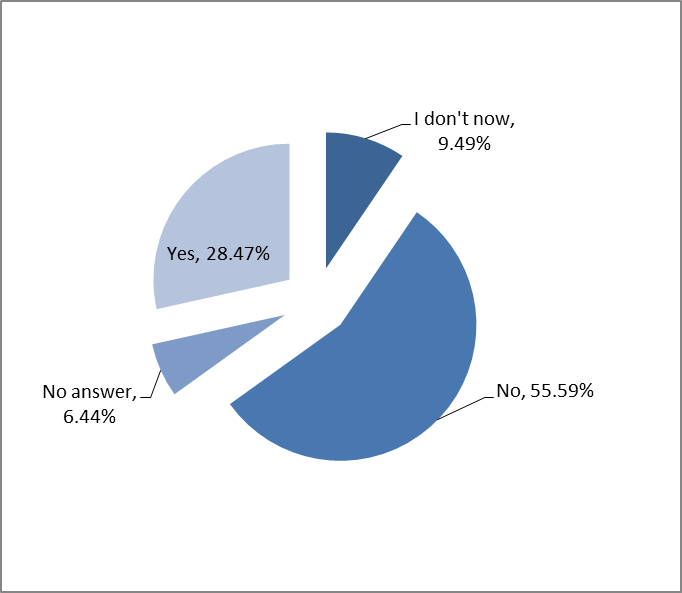 I don't now,
9.49%
Yes, 28.47%
No answer,
6.44%
No, 55.59%